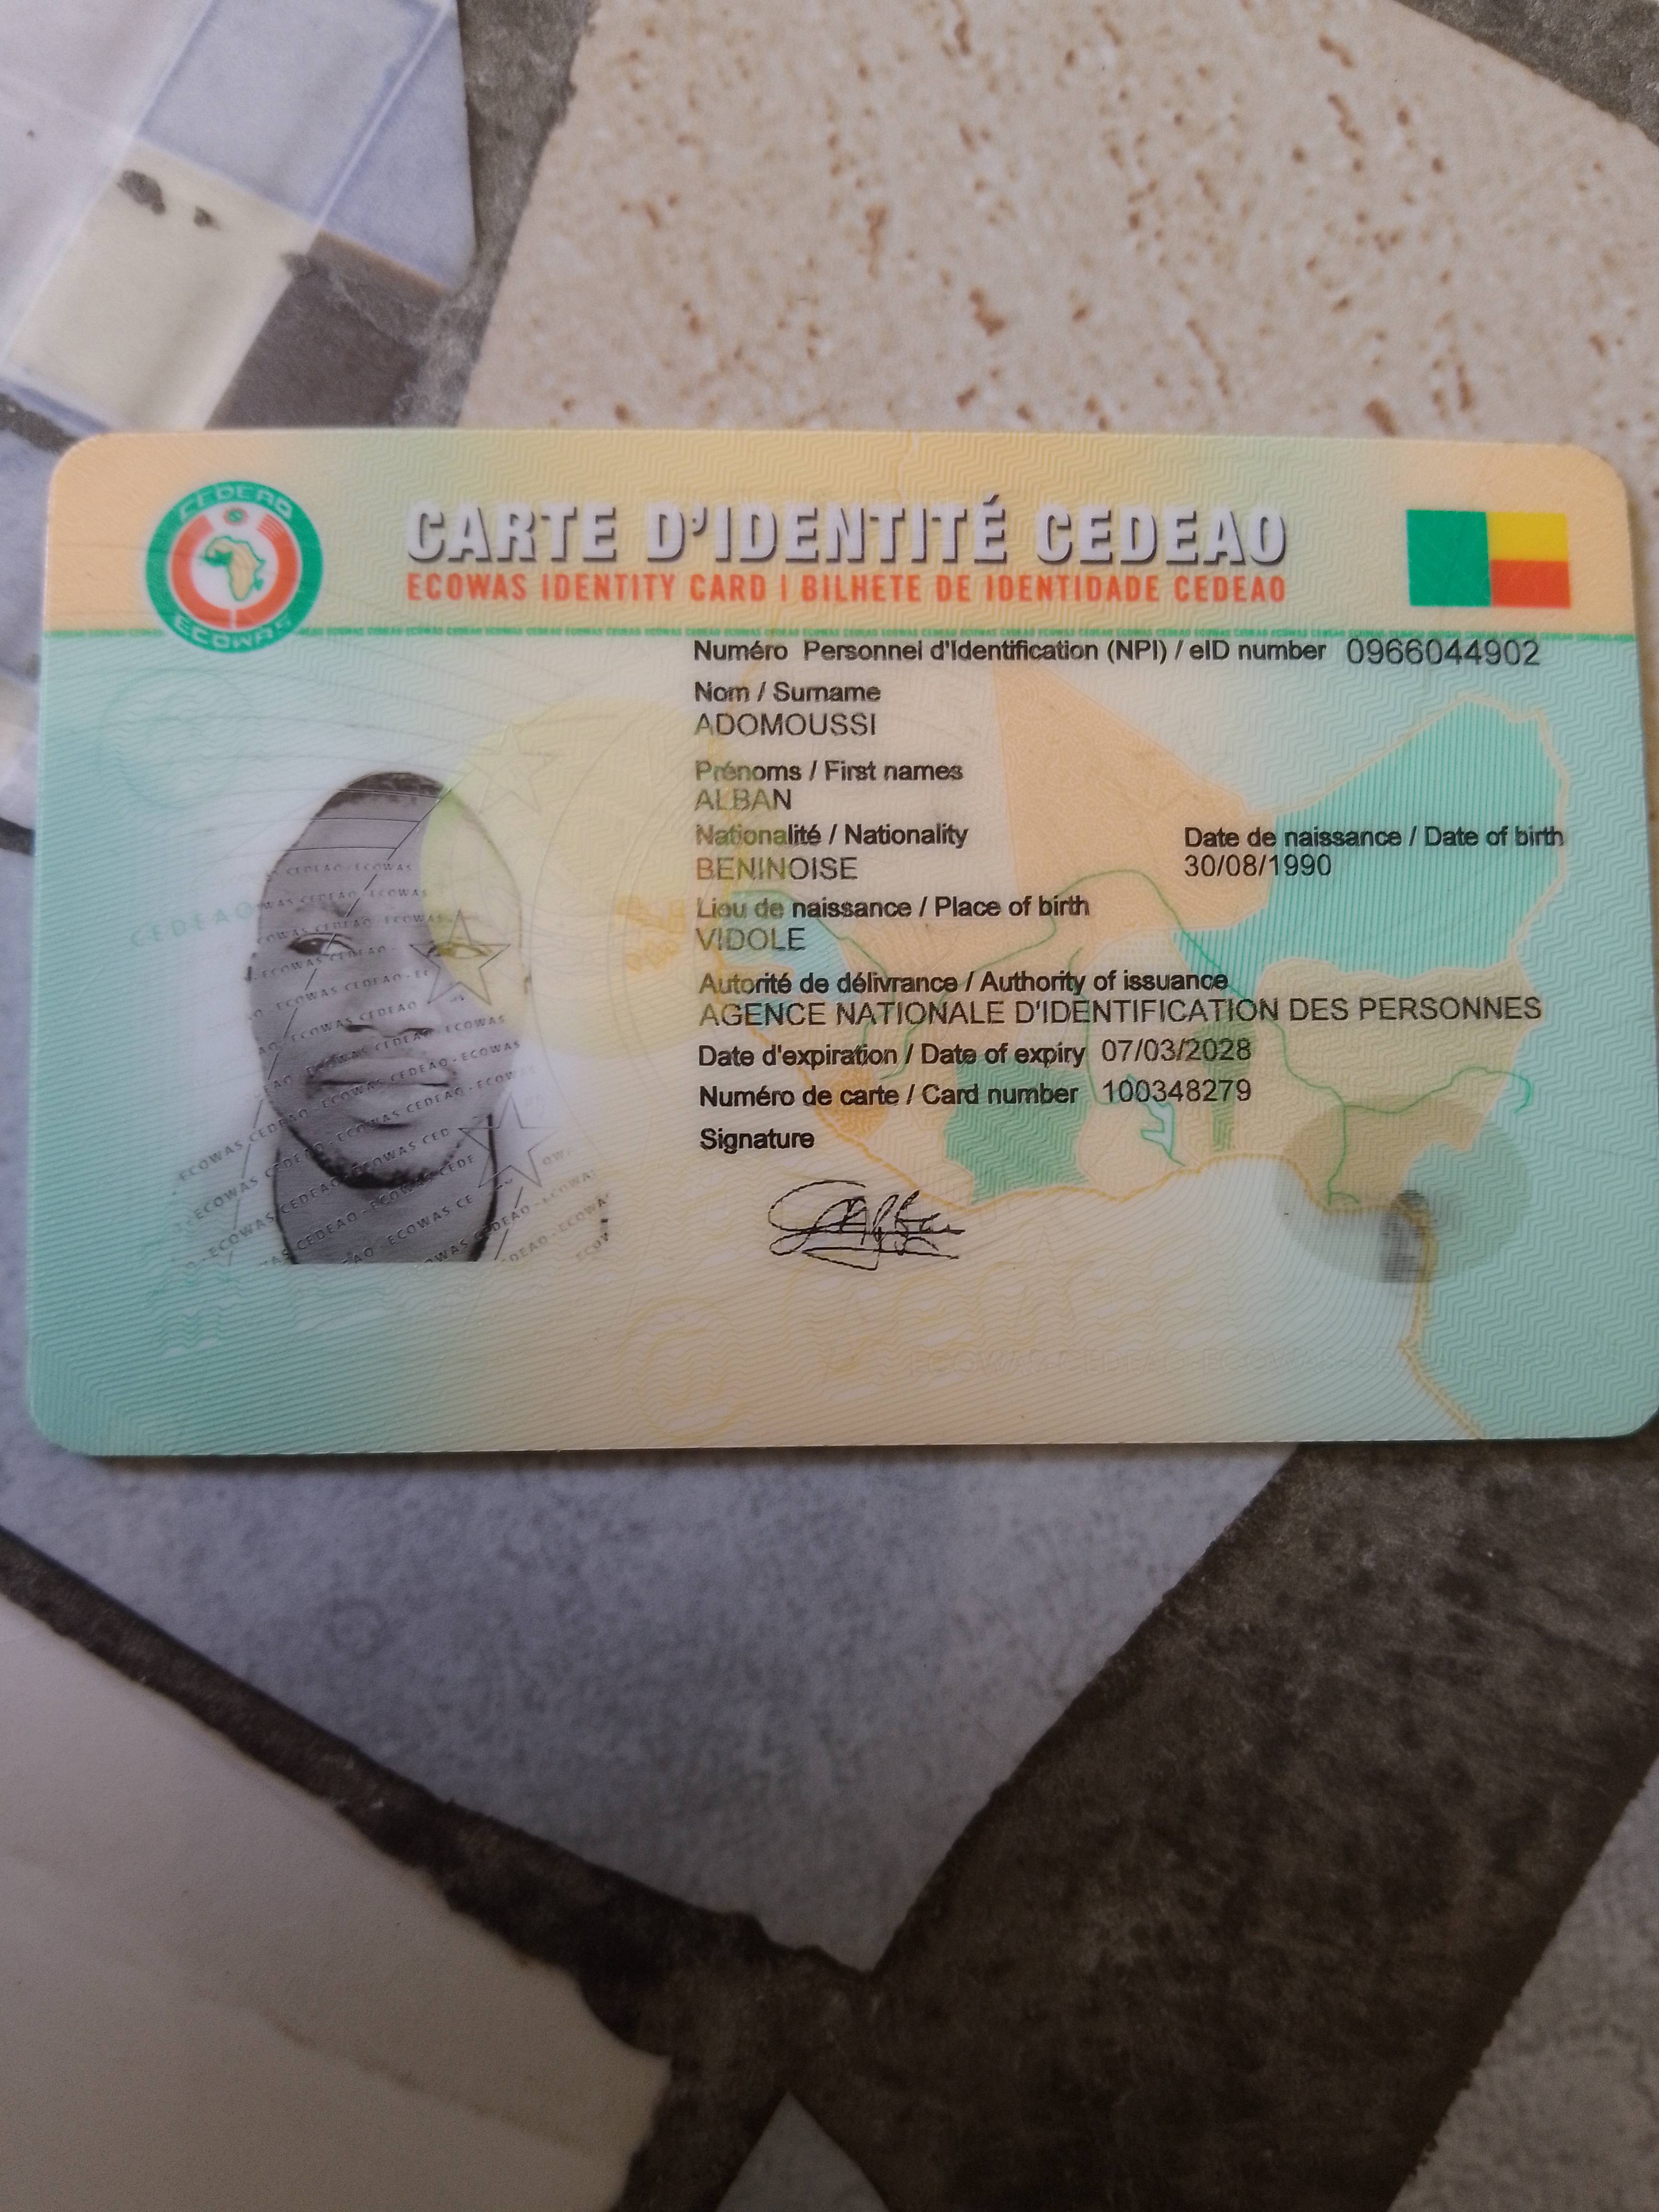 CEDEAO
ECOWAS
CARTE D'IDENTITÉ CEDEAO
ECOWAS IDENTITY CARD | BILHETE DE IDENTIDADE CEDEAO
Numéro Personnel d'Identification (NPI) / eID number 0966044902
Nom / Surname
ADOMOUSSI
Prénoms / First names
ALBAN
Nationalité / Nationality
BENINOISE
Date de naissance / Date of birth
30/08/1990
Lieu de naissance / Place of birth
VIDOLE
Autorité de délivrance / Authority of issuance
AGENCE NATIONALE D'IDENTIFICATION DES PERSONNES
Date d'expiration / Date of expiry 07/03/2028
Numéro de carte / Card number 100348279
Signature